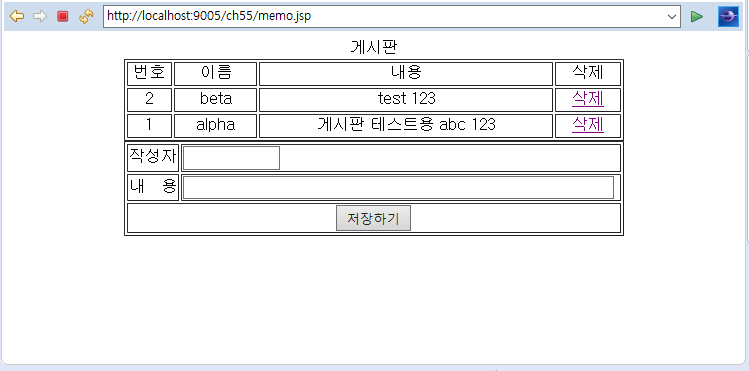 http://localhost:9005/ch55/memo.jsp
게시판
번호 이름 내용 삭제
2 beta test 123 삭제
1 alpha 게시판 테스트용 abc 123 삭제
작성자
내 용
저장하기